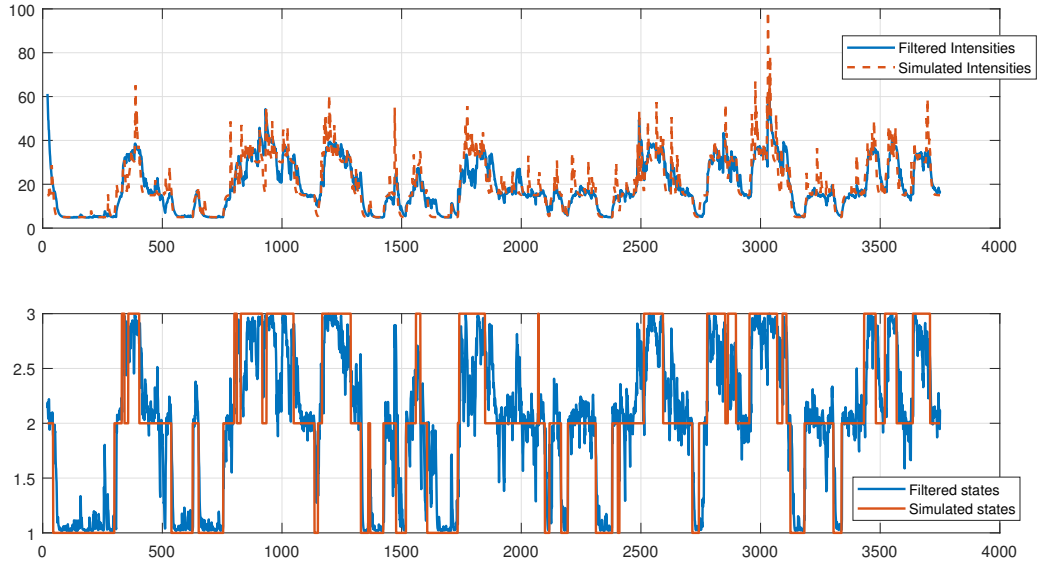 100
80
60
40
20
0
Filtered Intensities
Simulated Intensities
0 500 1000 1500 2000 2500 3000 3500 4000
3
2.5
2
1.5
1
Filtered states
Simulated states
0 500 1000 1500 2000 2500 3000 3500 4000